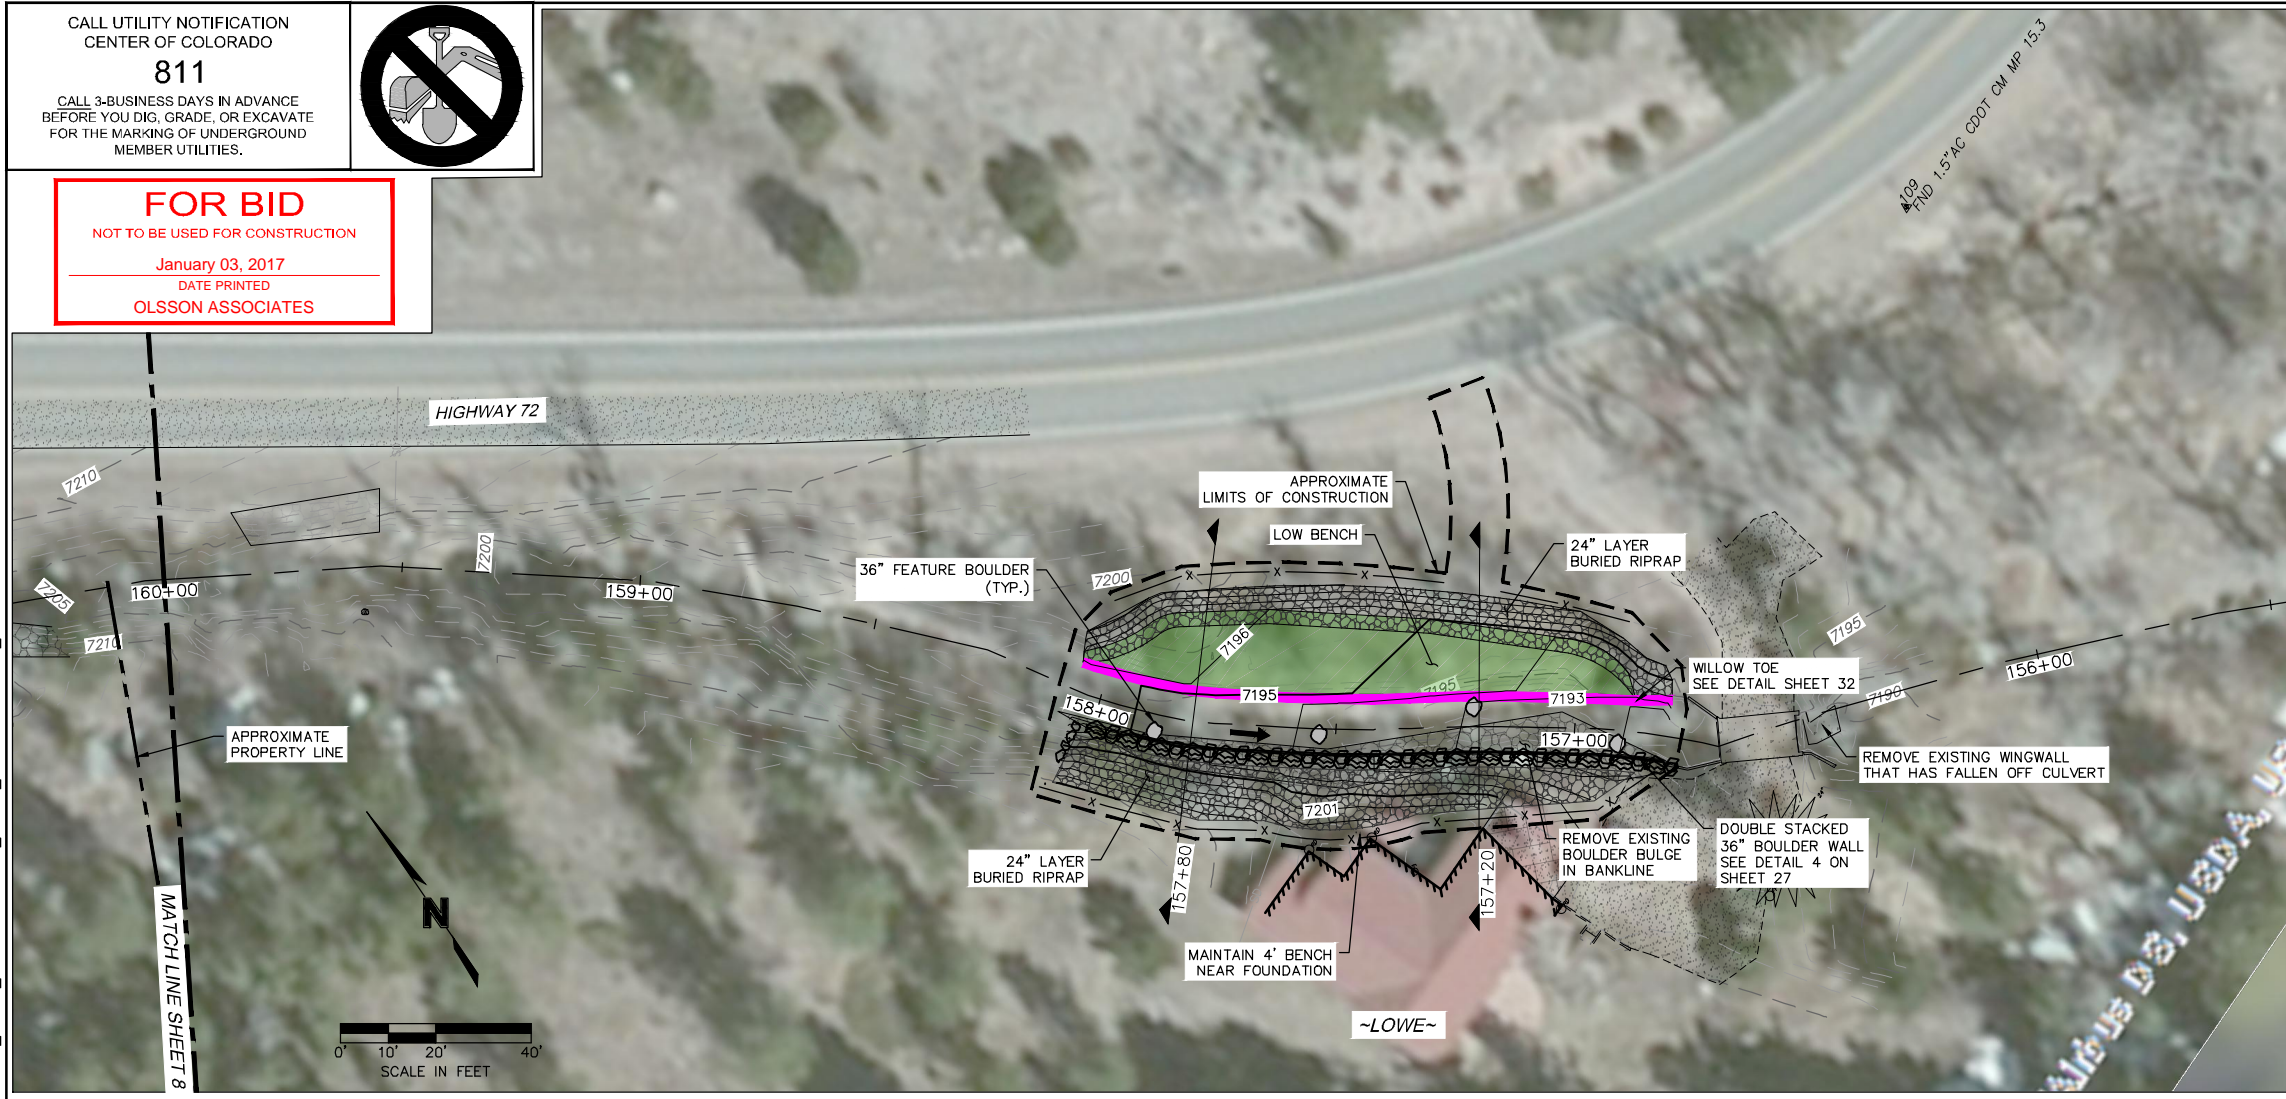 CALL UTILITY NOTIFICATION
CENTER OF COLORADO
811
CALL 3-BUSINESS DAYS IN ADVANCE
BEFORE YOU DIG, GRADE, OR EXCAVATE
FOR THE MARKING OF UNDERGROUND
MEMBER UTILITIES.
FOR BID
NOT TO BE USED FOR CONSTRUCTION
January 03, 2017
DATE PRINTED
OLSSON ASSOCIATES
109
FND 1.5"AC CDOT CM MP 15.3
HIGHWAY 72
7210
7200
7205
7210
160+00
159+00
APPROXIMATE
LIMITS OF CONSTRUCTION
LOW BENCH
24" LAYER
BURIED RIPRAP
36" FEATURE BOULDER
(TYP.)
7200
7196
7195
7195
7193
WILLOW TOE
SEE DETAIL SHEET 32
7195
7190
156+00
158+00
157+00
APPROXIMATE
PROPERTY LINE
REMOVE EXISTING WINGWALL
THAT HAS FALLEN OFF CULVERT
7201
24" LAYER
BURIED RIPRAP
157+80
157+20
REMOVE EXISTING
BOULDER BULGE
IN BANKLINE
DOUBLE STACKED
36" BOULDER WALL
SEE DETAIL 4 ON
SHEET 27
MAINTAIN 4' BENCH
NEAR FOUNDATION
~LOWE~
MATCH LINE SHEET 8
N
0' 10' 20' 40'
SCALE IN FEET